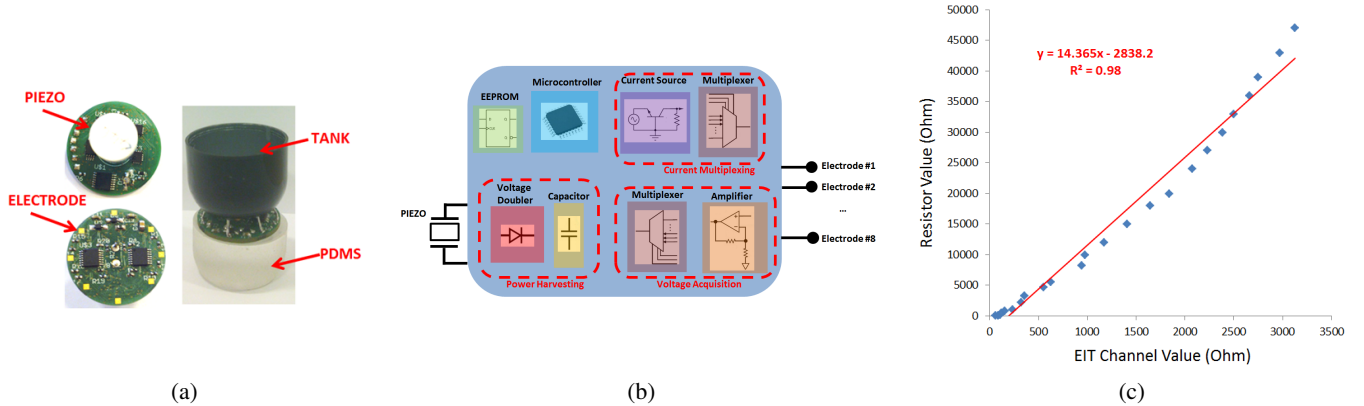 PIEZO
ELECTRODE
TANK
PDMS
(a)
EEPROM
Microcontroller
Current Source
Multiplexer
Current Multiplexing
Voltage
Doubler
Capacitor
Power Harvesting
PIEZO
Multiplexer
Amplifier
Voltage Acquisition
Electrode #1
Electrode #2
...
Electrode #8
(b)
y = 14.365x - 2838.2
R² = 0.98
Resistor Value (Ohm)
50000
45000
40000
35000
30000
25000
20000
15000
10000
5000
0
0 500 1000 1500 2000 2500 3000 3500
EIT Channel Value (Ohm)
(c)